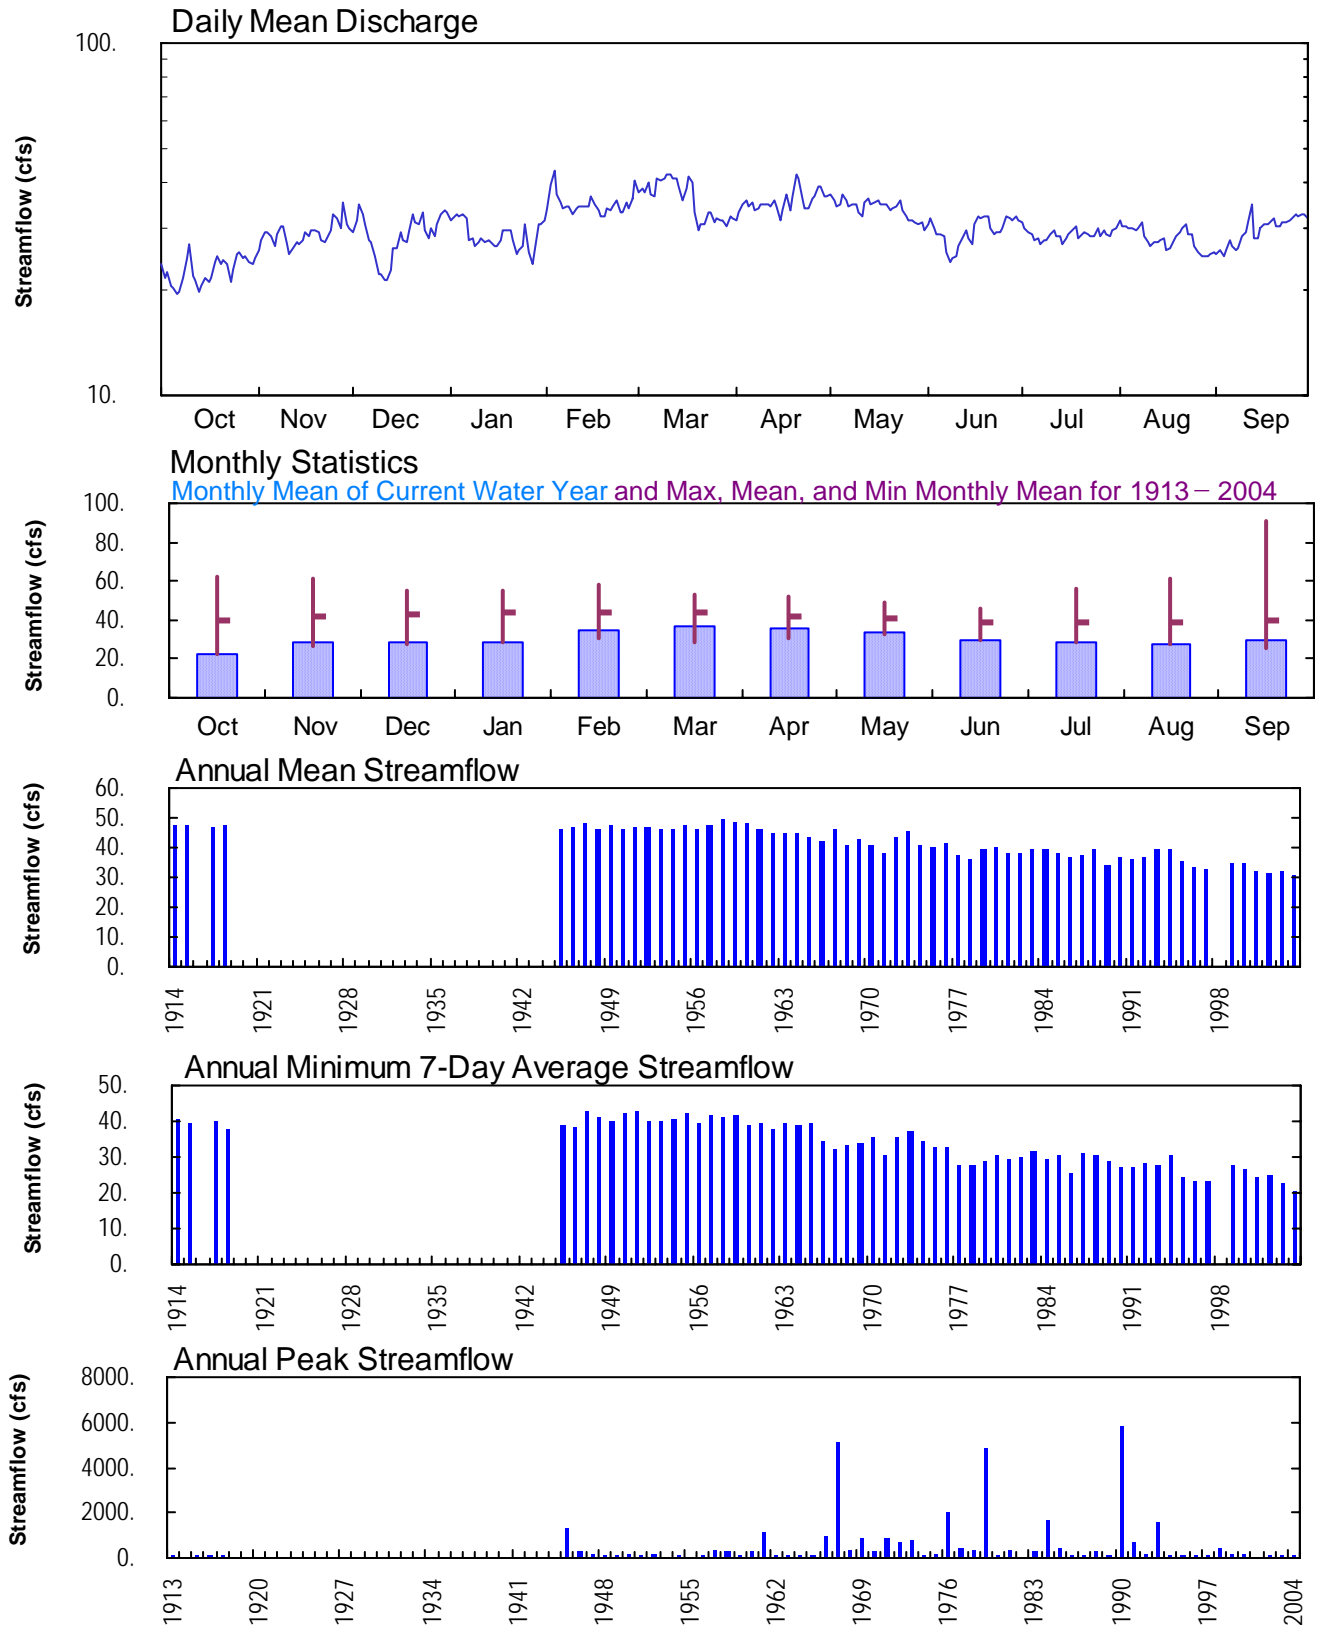 Daily Mean Discharge
100.
10.
Streamflow (cfs)
Oct Nov Dec Jan Feb Mar Apr May Jun Jul Aug Sep
Monthly Statistics
Monthly Mean of Current Water Year and Max, Mean, and Min Monthly Mean for 1913 – 2004
100.
80.
60.
40.
20.
0.
Streamflow (cfs)
Oct Nov Dec Jan Feb Mar Apr May Jun Jul Aug Sep
Annual Mean Streamflow
60.
50.
40.
30.
20.
10.
0.
Streamflow (cfs)
1914 1921 1928 1935 1942 1949 1956 1963 1970 1977 1984 1991 1998
Annual Minimum 7-Day Average Streamflow
50.
40.
30.
20.
10.
0.
Streamflow (cfs)
1914 1921 1928 1935 1942 1949 1956 1963 1970 1977 1984 1991 1998
Annual Peak Streamflow
8000.
6000.
4000.
2000.
0.
Streamflow (cfs)
1913 1920 1927 1934 1941 1948 1955 1962 1969 1976 1983 1990 1997 2004